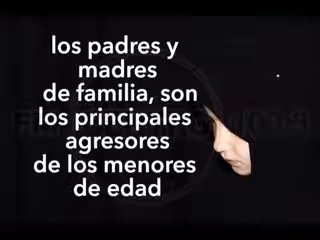 los padres y
madres
de familia, son
los principales
agresores
de los menores
de edad